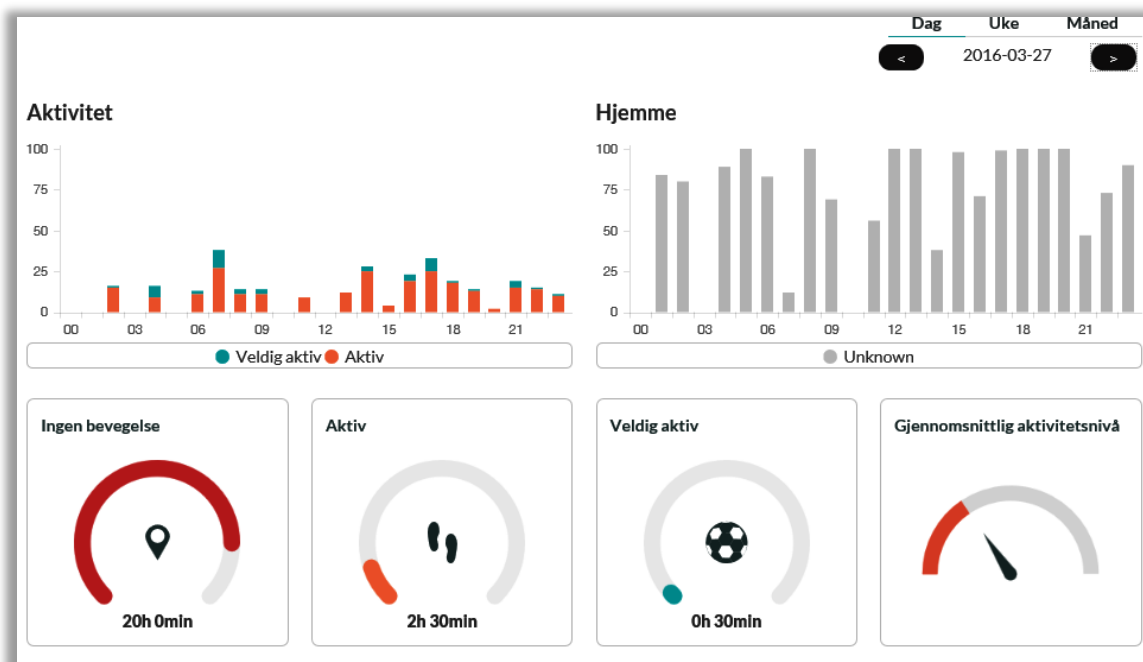 Dag Uke Måned
< 2016-03-27 >
Aktivitet
100
75
50
25
0
00 03 06 09 12 15 18 21
Veldig aktiv Aktiv
Hjemme
100
75
50
25
0
00 03 06 09 12 15 18 21
Unknown
Ingen bevegelse
20h 0min
Aktiv
2h 30min
Veldig aktiv
0h 30min
Gjennomsnittlig aktivitetsnivå